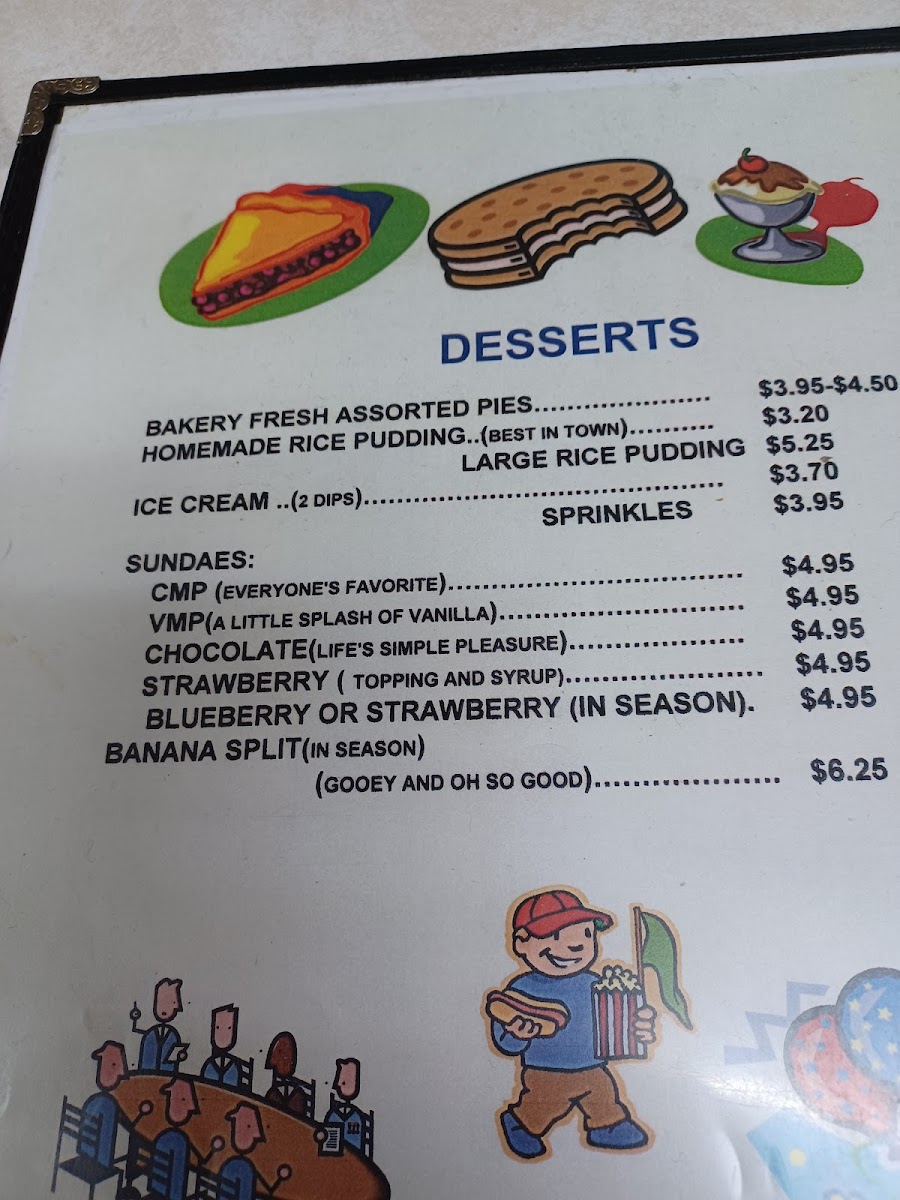 DESSERTS
BAKERY FRESH ASSORTED PIES..................... $3.95-$4.50
HOMEMADE RICE PUDDING..(BEST IN TOWN).......... $3.20
LARGE RICE PUDDING $5.25
ICE CREAM ..(2 DIPS)........................................... $3.70
SPRINKLES $3.95
SUNDAES:
CMP (EVERYONE'S FAVORITE)................................... $4.95
VMP(A LITTLE SPLASH OF VANILLA)............................. $4.95
CHOCOLATE(LIFE'S SIMPLE PLEASURE)..................... $4.95
STRAWBERRY ( TOPPING AND SYRUP)........................ $4.95
BLUEBERRY OR STRAWBERRY (IN SEASON). $4.95
BANANA SPLIT(IN SEASON)
(GOOEY AND OH SO GOOD)..................... $6.25